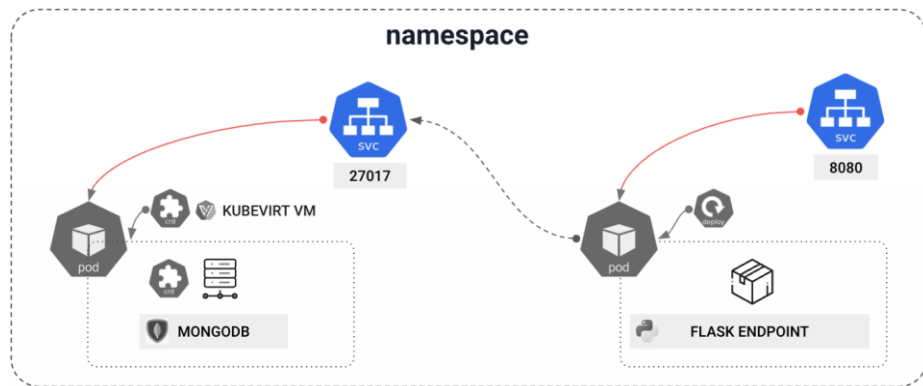 namespace
svc
27017
svc
8080
pod
crd
KUBEVIRT VM
pod
deploy
crd
MONGODB
FLASK ENDPOINT